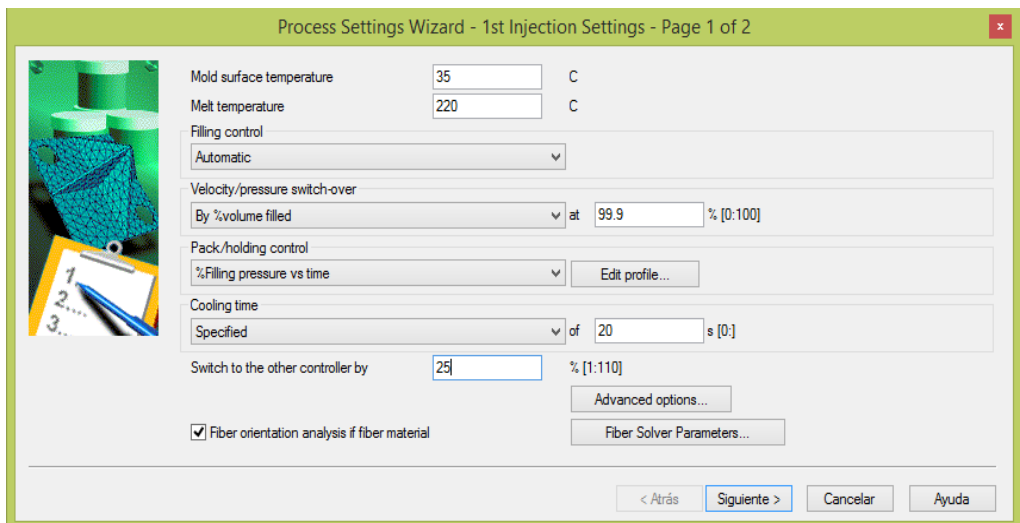 Process Settings Wizard - 1st Injection Settings - Page 1 of 2
x
Mold surface temperature 35 C
Melt temperature 220 C
Filling control
Automatic
Velocity/pressure switch-over
By %volume filled at 99.9 % [0:100]
Pack/holding control
%Filling pressure vs time Edit profile...
Cooling time
Specified of 20 s [0:]
Switch to the other controller by 25 % [1:110]
Advanced options...
Fiber orientation analysis if fiber material Fiber Solver Parameters...
1
2....
3....
< Atrás Siguiente > Cancelar Ayuda